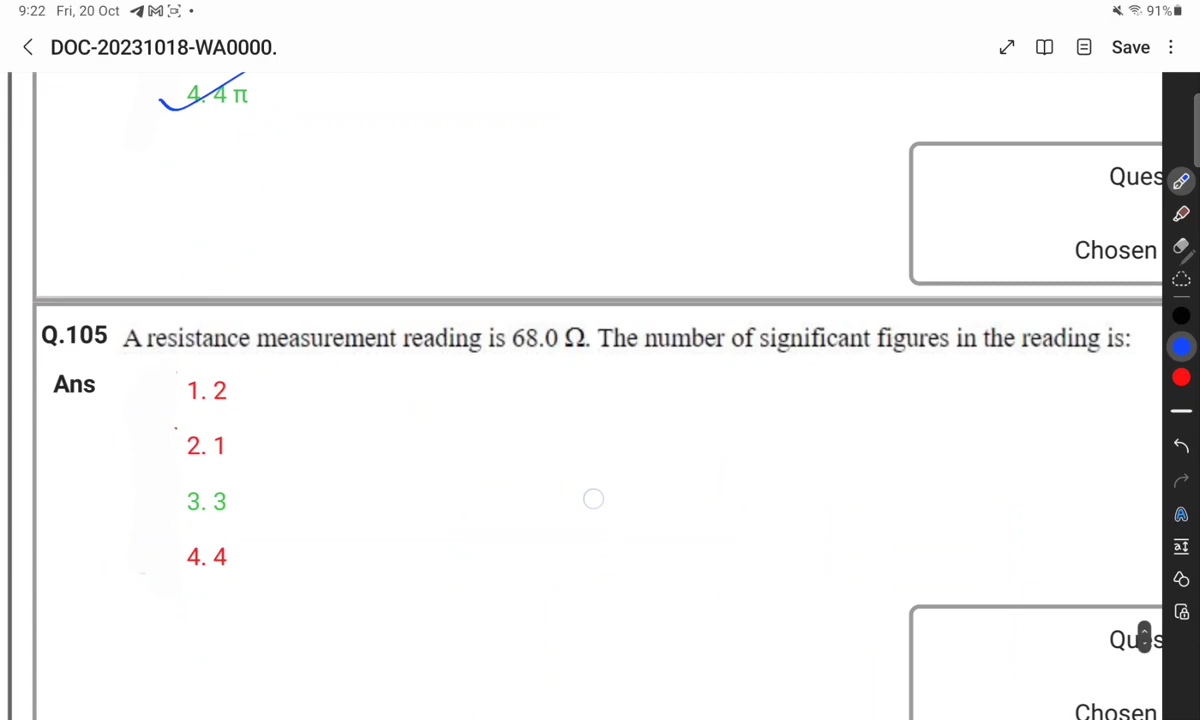 9:22 Fri, 20 Oct
91%
DOC-20231018-WA0000.
Save
4. 4 π
Ques
Chosen
Q.105 A resistance measurement reading is 68.0 Ω. The number of significant figures in the reading is:
Ans
1. 2
2. 1
3. 3
4. 4
Chosen